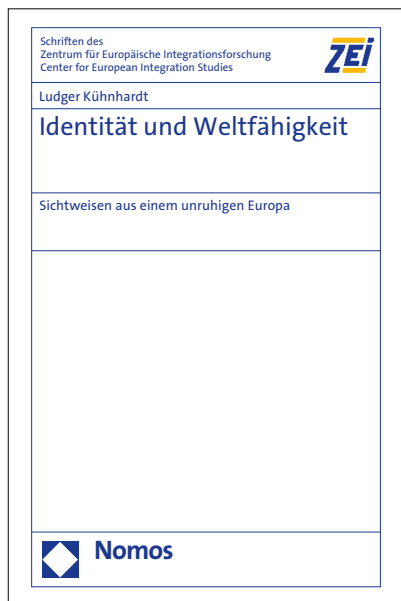 Schriften des
Zentrum für Europäische Integrationsforschung
Center for European Integration Studies
ZEi
Ludger Kühnhardt
Identität und Weltfähigkeit
Sichtweisen aus einem unruhigen Europa
Nomos